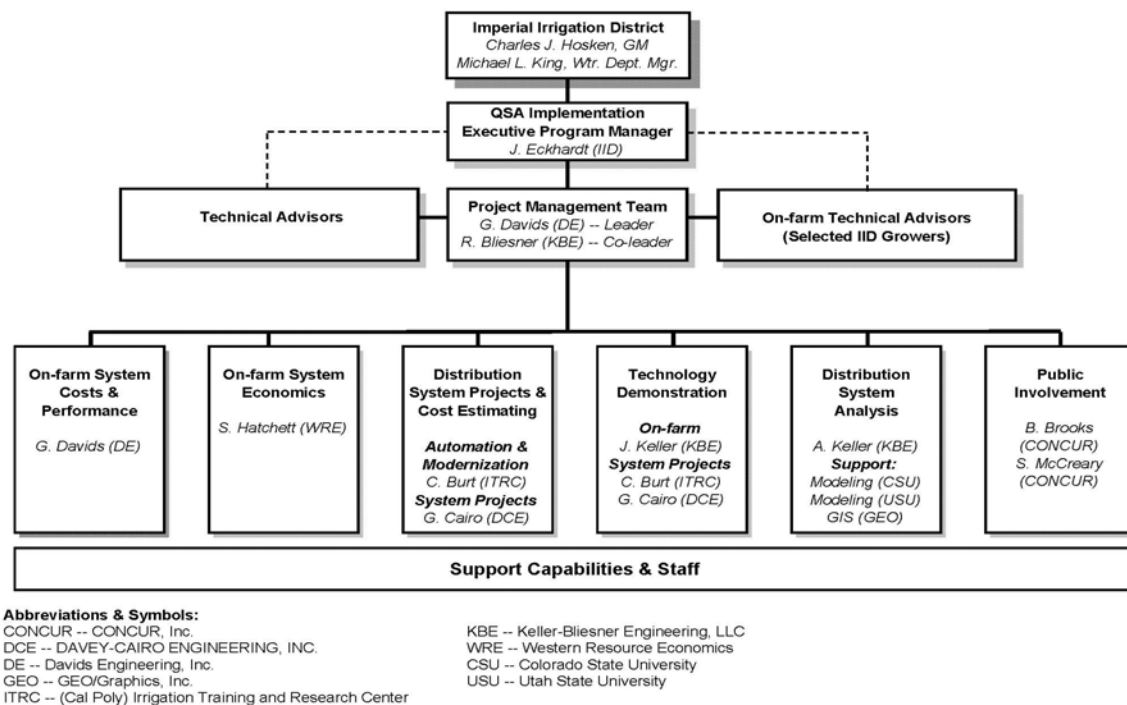 Imperial Irrigation District
Charles J. Hosken, GM
Michael L. King, Wtr. Dept. Mgr.
QSA Implementation
Executive Program Manager
J. Eckhardt (IID)
Technical Advisors
Project Management Team
G. Davids (DE) -- Leader
R. Bliesner (KBE) -- Co-leader
On-farm Technical Advisors
(Selected IID Growers)
On-farm System
Costs &
Performance
G. Davids (DE)
On-farm System
Economics
S. Hatchett (WRE)
Distribution
System Projects &
Cost Estimating
Automation &
Modernization
C. Burt (ITRC)
System Projects
G. Cairo (DCE)
Technology
Demonstration
On-farm
J. Keller (KBE)
System Projects
C. Burt (ITRC)
G. Cairo (DCE)
Distribution
System
Analysis
A. Keller (KBE)
Support:
Modeling (CSU)
Modeling (USU)
GIS (GEO)
Public
Involvement
B. Brooks
(CONCUR)
S. McCreary
(CONCUR)
Support Capabilities & Staff
Abbreviations & Symbols:
CONCUR -- CONCUR, Inc.
DCE -- DAVEY-CAIRO ENGINEERING, INC.
DE -- Davids Engineering, Inc.
GEO -- GEO/Graphics, Inc.
ITRC -- (Cal Poly) Irrigation Training and Research Center
KBE -- Keller-Bliesner Engineering, LLC
WRE -- Western Resource Economics
CSU -- Colorado State University
USU -- Utah State University